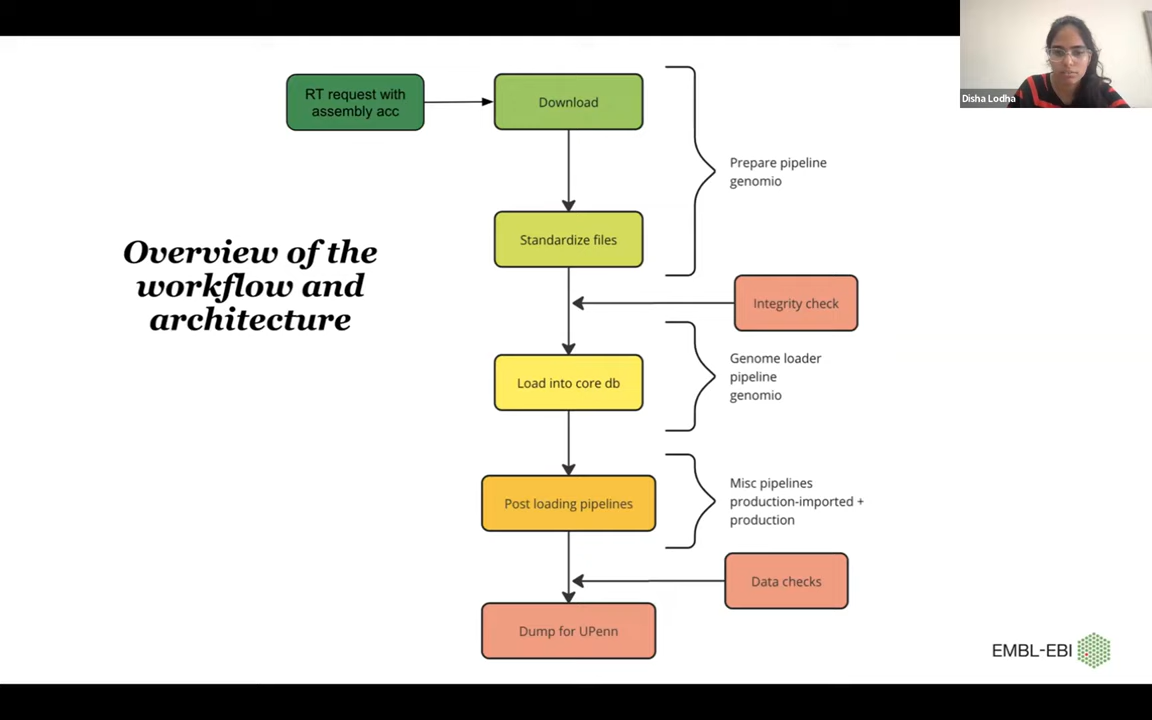 Disha Lodha
RT request with
assembly acc
Download
Prepare pipeline
genomio
Standardize files
Overview of the
workflow and
architecture
Integrity check
Genome loader
pipeline
genomio
Load into core db
Misc pipelines
production-imported +
production
Post loading pipelines
Data checks
Dump for UPenn
EMBL-EBI